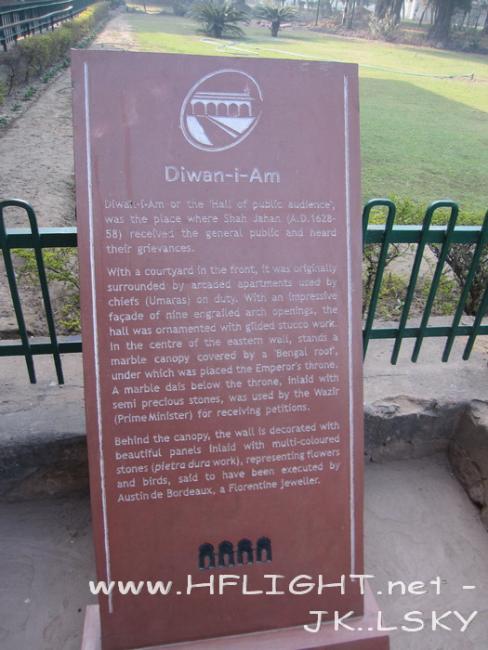 Diwan-i-Am
Diwan-i-Am or the 'Hall of public audience',
was the place where Shah Jahan (A.D.1628-
58) received the general public and heard
their grievances.
With a courtyard in the front, it was originally
surrounded by arcaded apartments used by
chiefs (Umaras) on duty. With an impressive
façade of nine engrailed arch openings, the
hall was ornamented with gilded stucco work.
In the centre of the eastern wall, stands a
marble canopy covered by a 'Bengal roof',
under which was placed the Emperor's throne.
A marble dais below the throne, inlaid with
semi precious stones, was used by the Wazir
(Prime Minister) for receiving petitions.
Behind the canopy, the wall is decorated with
beautiful panels inlaid with multi-coloured
stones (pietra dura work), representing flowers
and birds, said to have been executed by
Austin de Bordeaux, a Florentine jeweller.
www.HFLIGHT.net -
JK..LSKY